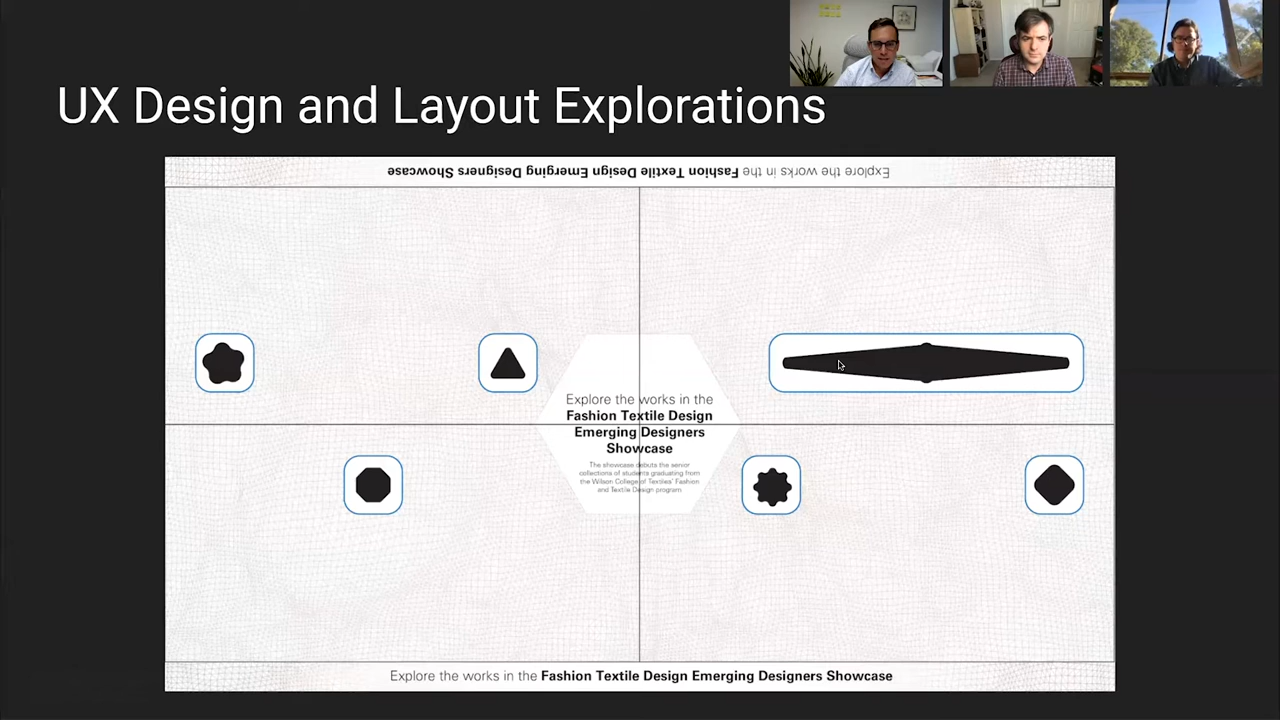 UX Design and Layout Explorations
Explore the works in the Fashion Textile Design Emerging Designers Showcase
Explore the works in the
Fashion Textile Design
Emerging Designers
Showcase
The showcase debuts the senior
collections of students graduating from
the Wilson College of Textiles' Fashion
and Textile Design program
Explore the works in the Fashion Textile Design Emerging Designers Showcase